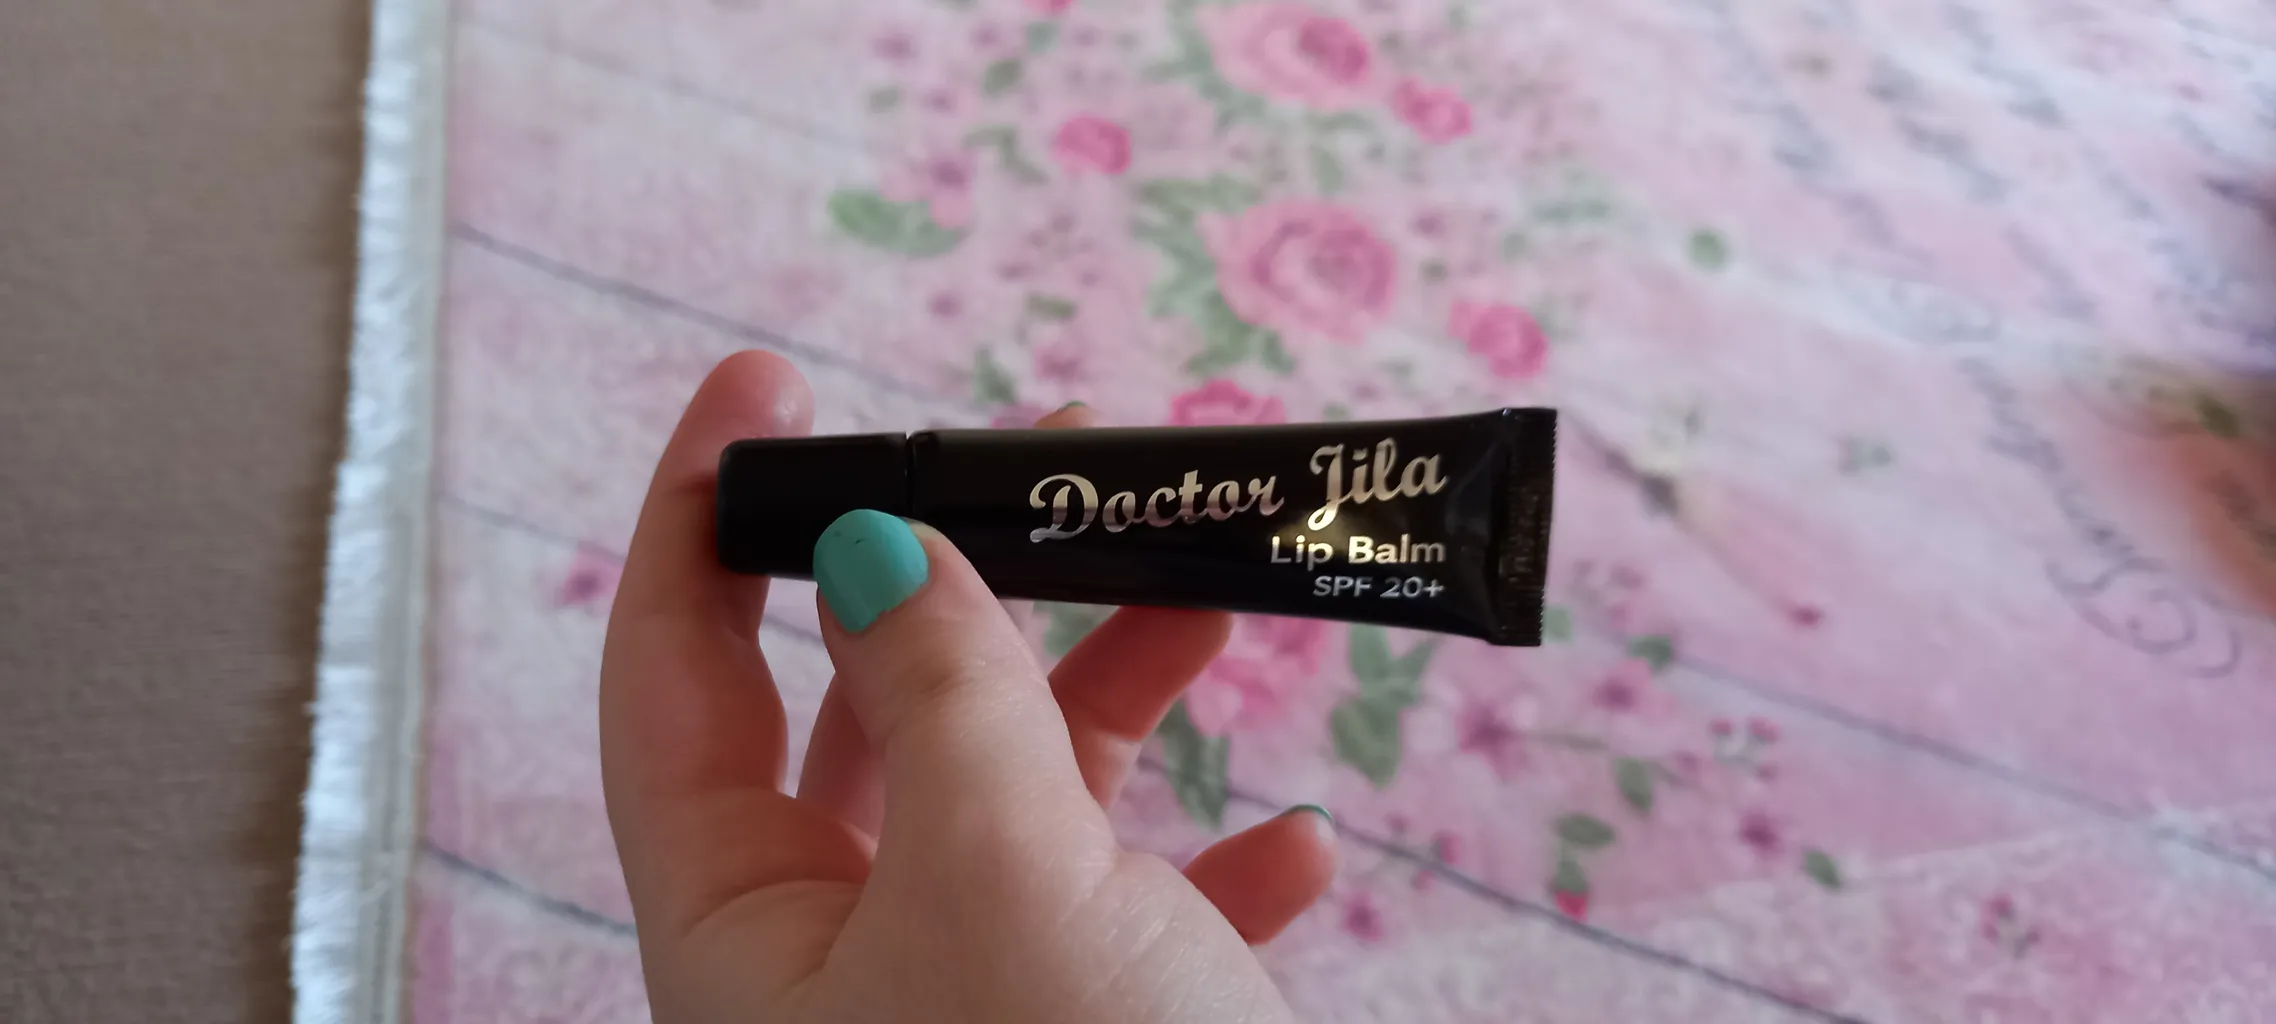 Doctor Jila
Lip Balm
SPF 20+